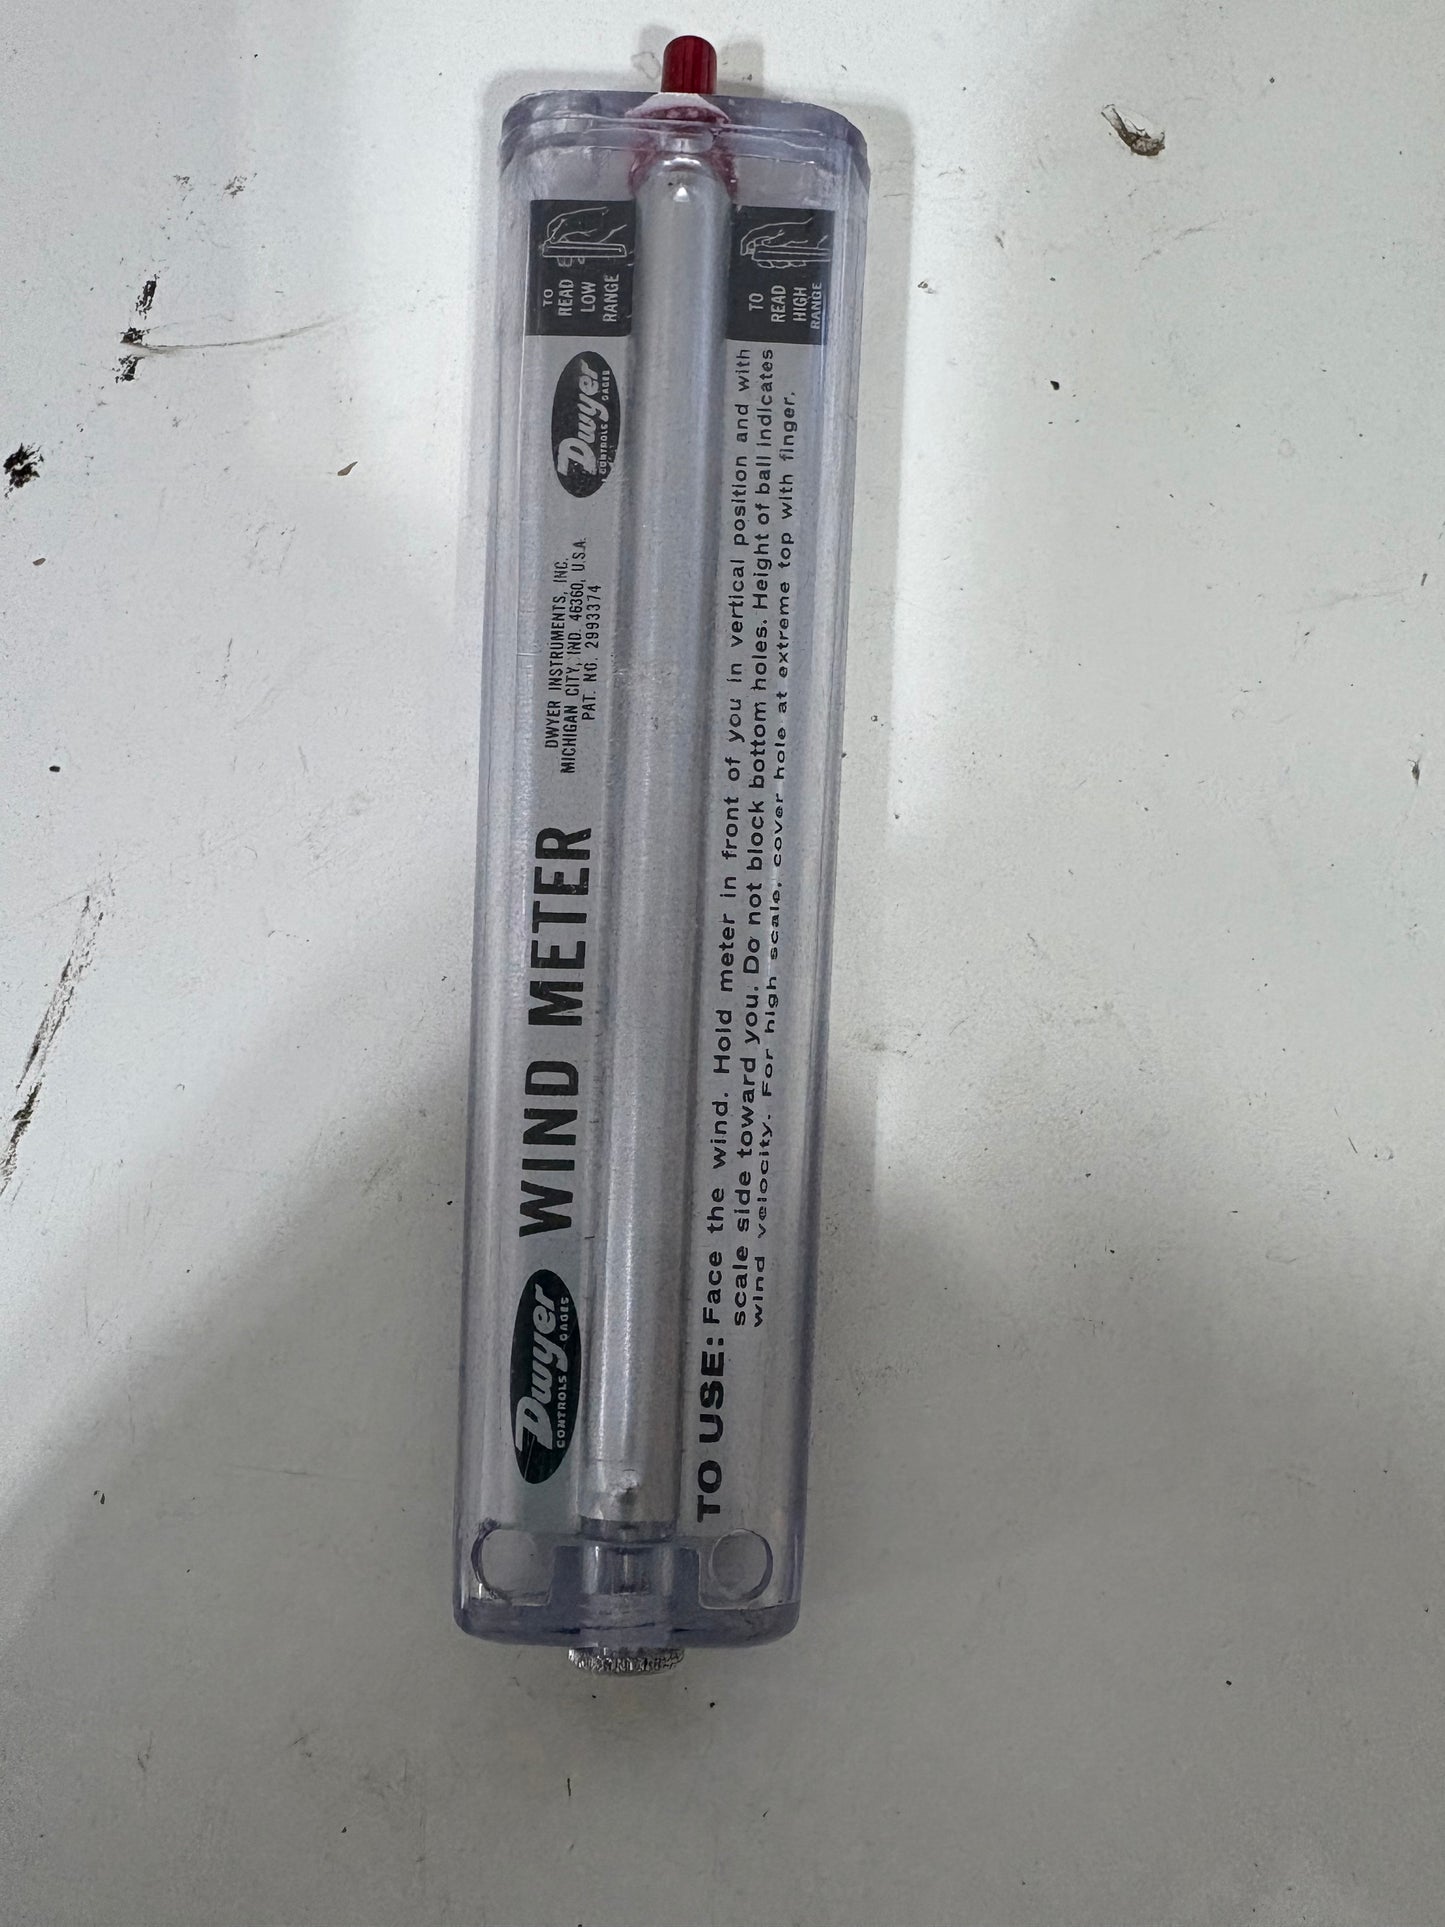 Dwyer
CONTROLS GAGES
WIND METER
DWYER INSTRUMENTS, INC.
MICHIGAN CITY, IND. 46360, U.S.A.
PAT. NO. 2993374
Dwyer
CONTROLS GAGES
TO
READ
LOW
RANGE
TO USE: Face the wind. Hold meter in front of you in vertical position and with
scale side toward you. Do not block bottom holes. Height of ball indicates
wind velocity. For high scale, cover hole at extreme top with finger.
TO
READ
HIGH
RANGE